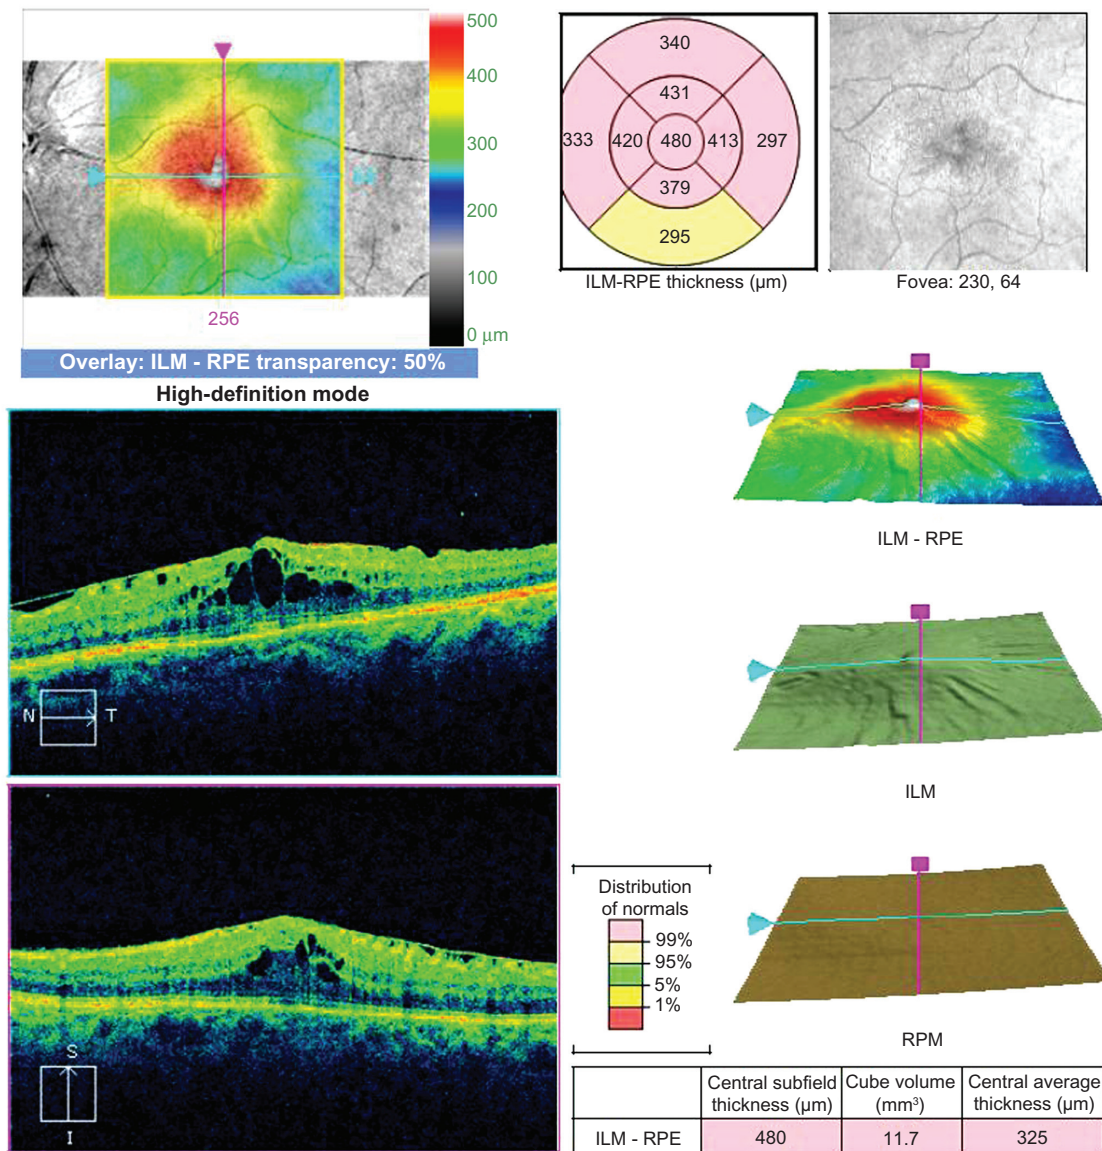 500
400
300
200
100
0 µm
256
Overlay: ILM - RPE transparency: 50%
340
431
333
420
480
413
297
379
295
ILM-RPE thickness (µm)
Fovea: 230, 64
High-definition mode
N
T
S
I
ILM - RPE
ILM
RPM
Distribution
of normals
99%
95%
5%
1%
Central subfield
thickness (µm)
Cube volume
(mm³)
Central average
thickness (µm)
ILM - RPE
480
11.7
325